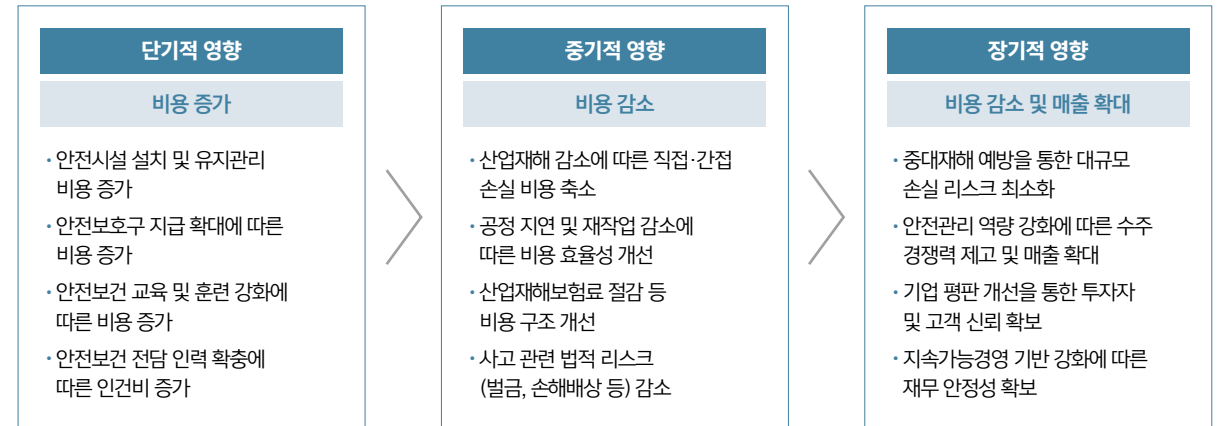 단기적 영향
비용 증가
· 안전시설 설치 및 유지관리
비용 증가
· 안전보호구 지급 확대에 따른
비용 증가
· 안전보건 교육 및 훈련 강화에
따른 비용 증가
· 안전보건 전담 인력 확충에
따른 인건비 증가
중기적 영향
비용 감소
· 산업재해 감소에 따른 직접·간접
손실 비용 축소
· 공정 지연 및 재작업 감소에
따른 비용 효율성 개선
· 산업재해보험료 절감 등
비용 구조 개선
· 사고 관련 법적 리스크
(벌금, 손해배상 등) 감소
장기적 영향
비용 감소 및 매출 확대
· 중대재해 예방을 통한 대규모
손실 리스크 최소화
· 안전관리 역량 강화에 따른 수주
경쟁력 제고 및 매출 확대
· 기업 평판 개선을 통한 투자자
및 고객 신뢰 확보
· 지속가능경영 기반 강화에 따른
재무 안정성 확보